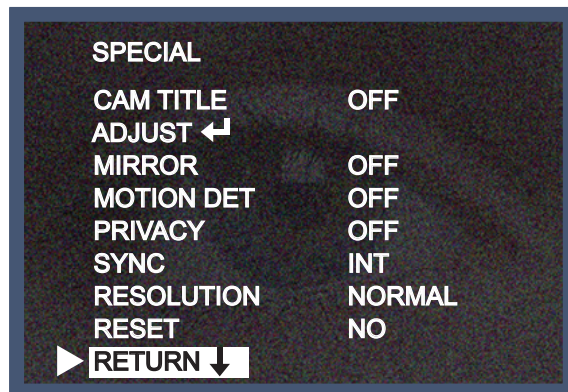 SPECIAL
CAM TITLE OFF
ADJUST ↵
MIRROR OFF
MOTION DET OFF
PRIVACY OFF
SYNC INT
RESOLUTION NORMAL
RESET NO
RETURN ↓